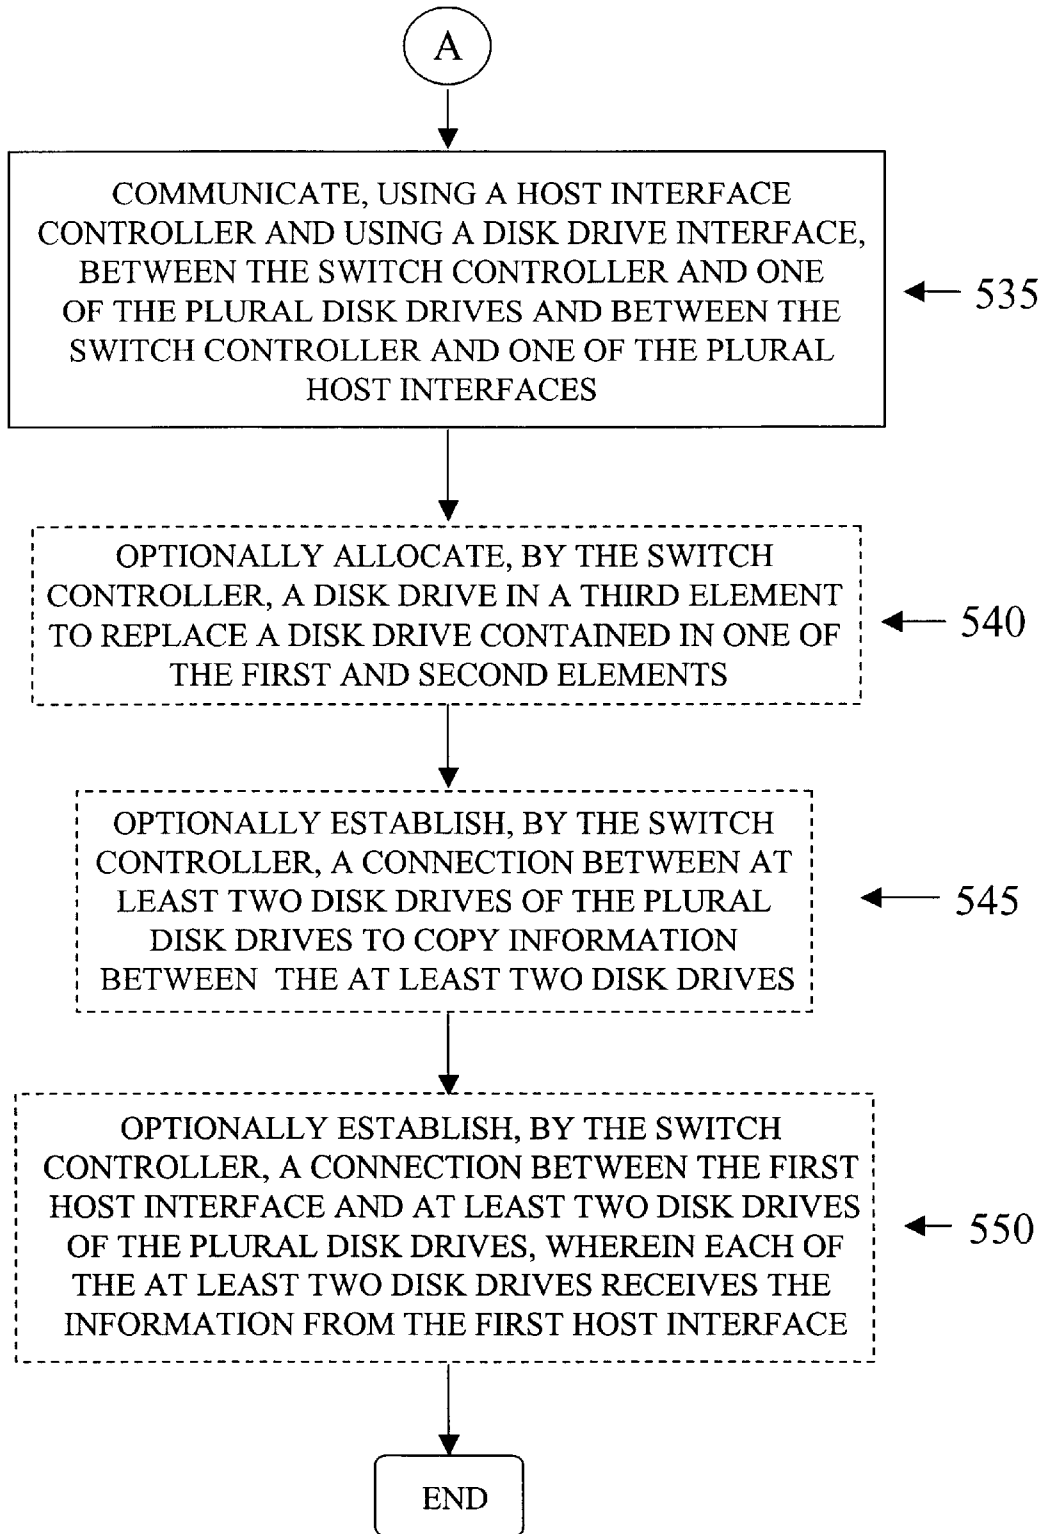 A
COMMUNICATE, USING A HOST INTERFACE
CONTROLLER AND USING A DISK DRIVE INTERFACE,
BETWEEN THE SWITCH CONTROLLER AND ONE
OF THE PLURAL DISK DRIVES AND BETWEEN THE
SWITCH CONTROLLER AND ONE OF THE PLURAL
HOST INTERFACES
535
OPTIONALLY ALLOCATE, BY THE SWITCH
CONTROLLER, A DISK DRIVE IN A THIRD ELEMENT
TO REPLACE A DISK DRIVE CONTAINED IN ONE OF
THE FIRST AND SECOND ELEMENTS
540
OPTIONALLY ESTABLISH, BY THE SWITCH
CONTROLLER, A CONNECTION BETWEEN AT
LEAST TWO DISK DRIVES OF THE PLURAL
DISK DRIVES TO COPY INFORMATION
BETWEEN THE AT LEAST TWO DISK DRIVES
545
OPTIONALLY ESTABLISH, BY THE SWITCH
CONTROLLER, A CONNECTION BETWEEN THE FIRST
HOST INTERFACE AND AT LEAST TWO DISK DRIVES
OF THE PLURAL DISK DRIVES, WHEREIN EACH OF
THE AT LEAST TWO DISK DRIVES RECEIVES THE
INFORMATION FROM THE FIRST HOST INTERFACE
550
END